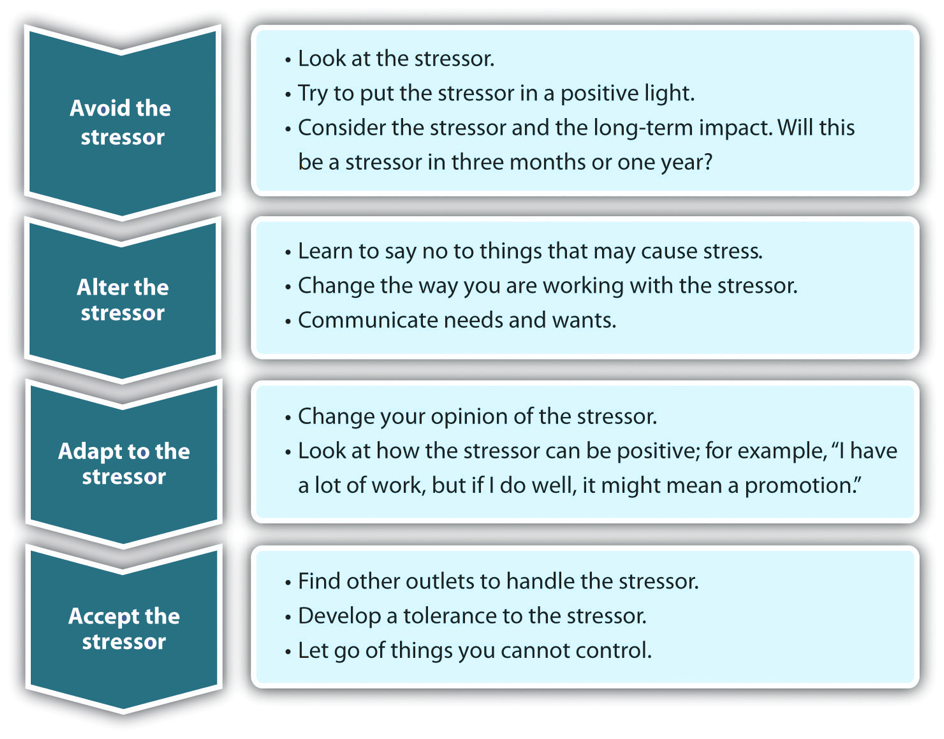 Avoid the
stressor
• Look at the stressor.
• Try to put the stressor in a positive light.
• Consider the stressor and the long-term impact. Will this
be a stressor in three months or one year?
Alter the
stressor
• Learn to say no to things that may cause stress.
• Change the way you are working with the stressor.
• Communicate needs and wants.
Adapt to the
stressor
• Change your opinion of the stressor.
• Look at how the stressor can be positive; for example, “I have
a lot of work, but if I do well, it might mean a promotion.”
Accept the
stressor
• Find other outlets to handle the stressor.
• Develop a tolerance to the stressor.
• Let go of things you cannot control.